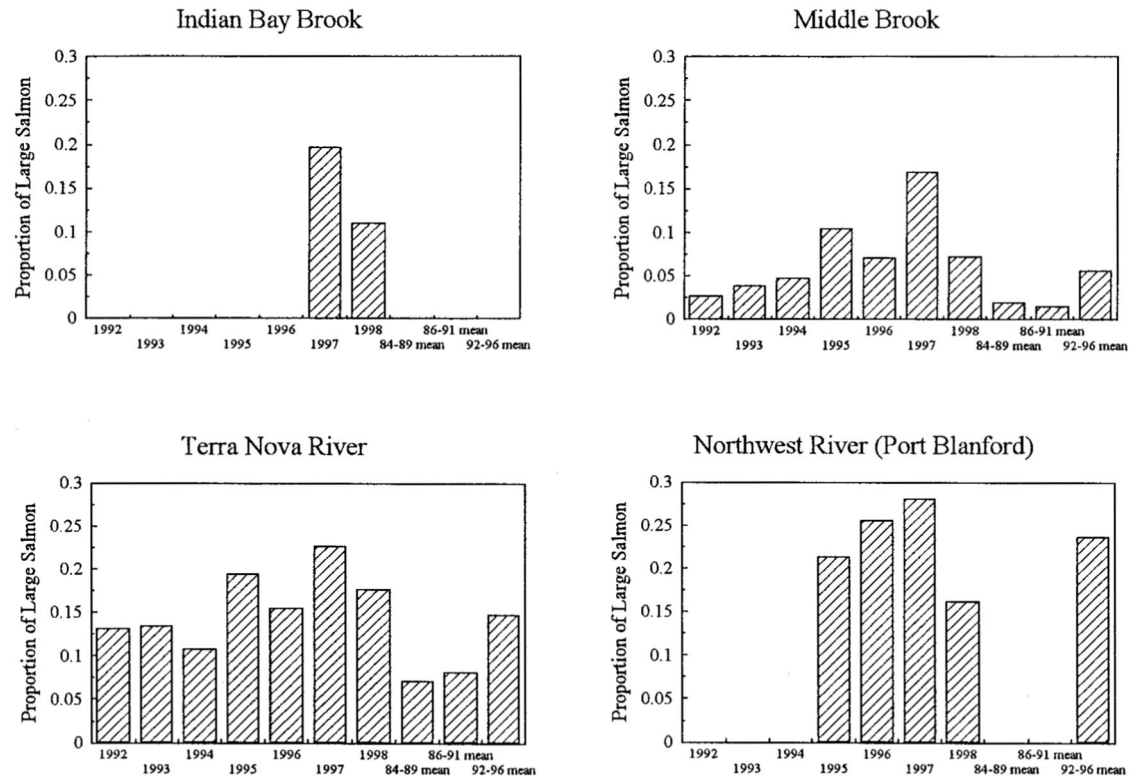 Indian Bay Brook
Proportion of Large Salmon
0.3
0.25
0.2
0.15
0.1
0.05
0
1992 1994 1996 1998 86-91 mean
1993 1995 1997 84-89 mean 92-96 mean
Middle Brook
Proportion of Large Salmon
0.3
0.25
0.2
0.15
0.1
0.05
0
1992 1994 1996 1998 86-91 mean
1993 1995 1997 84-89 mean 92-96 mean
Terra Nova River
Proportion of Large Salmon
0.3
0.25
0.2
0.15
0.1
0.05
0
1992 1994 1996 1998 86-91 mean
1993 1995 1997 84-89 mean 92-96 mean
Northwest River (Port Blanford)
Proportion of Large Salmon
0.3
0.25
0.2
0.15
0.1
0.05
0
1992 1994 1996 1998 86-91 mean
1993 1995 1997 84-89 mean 92-96 mean